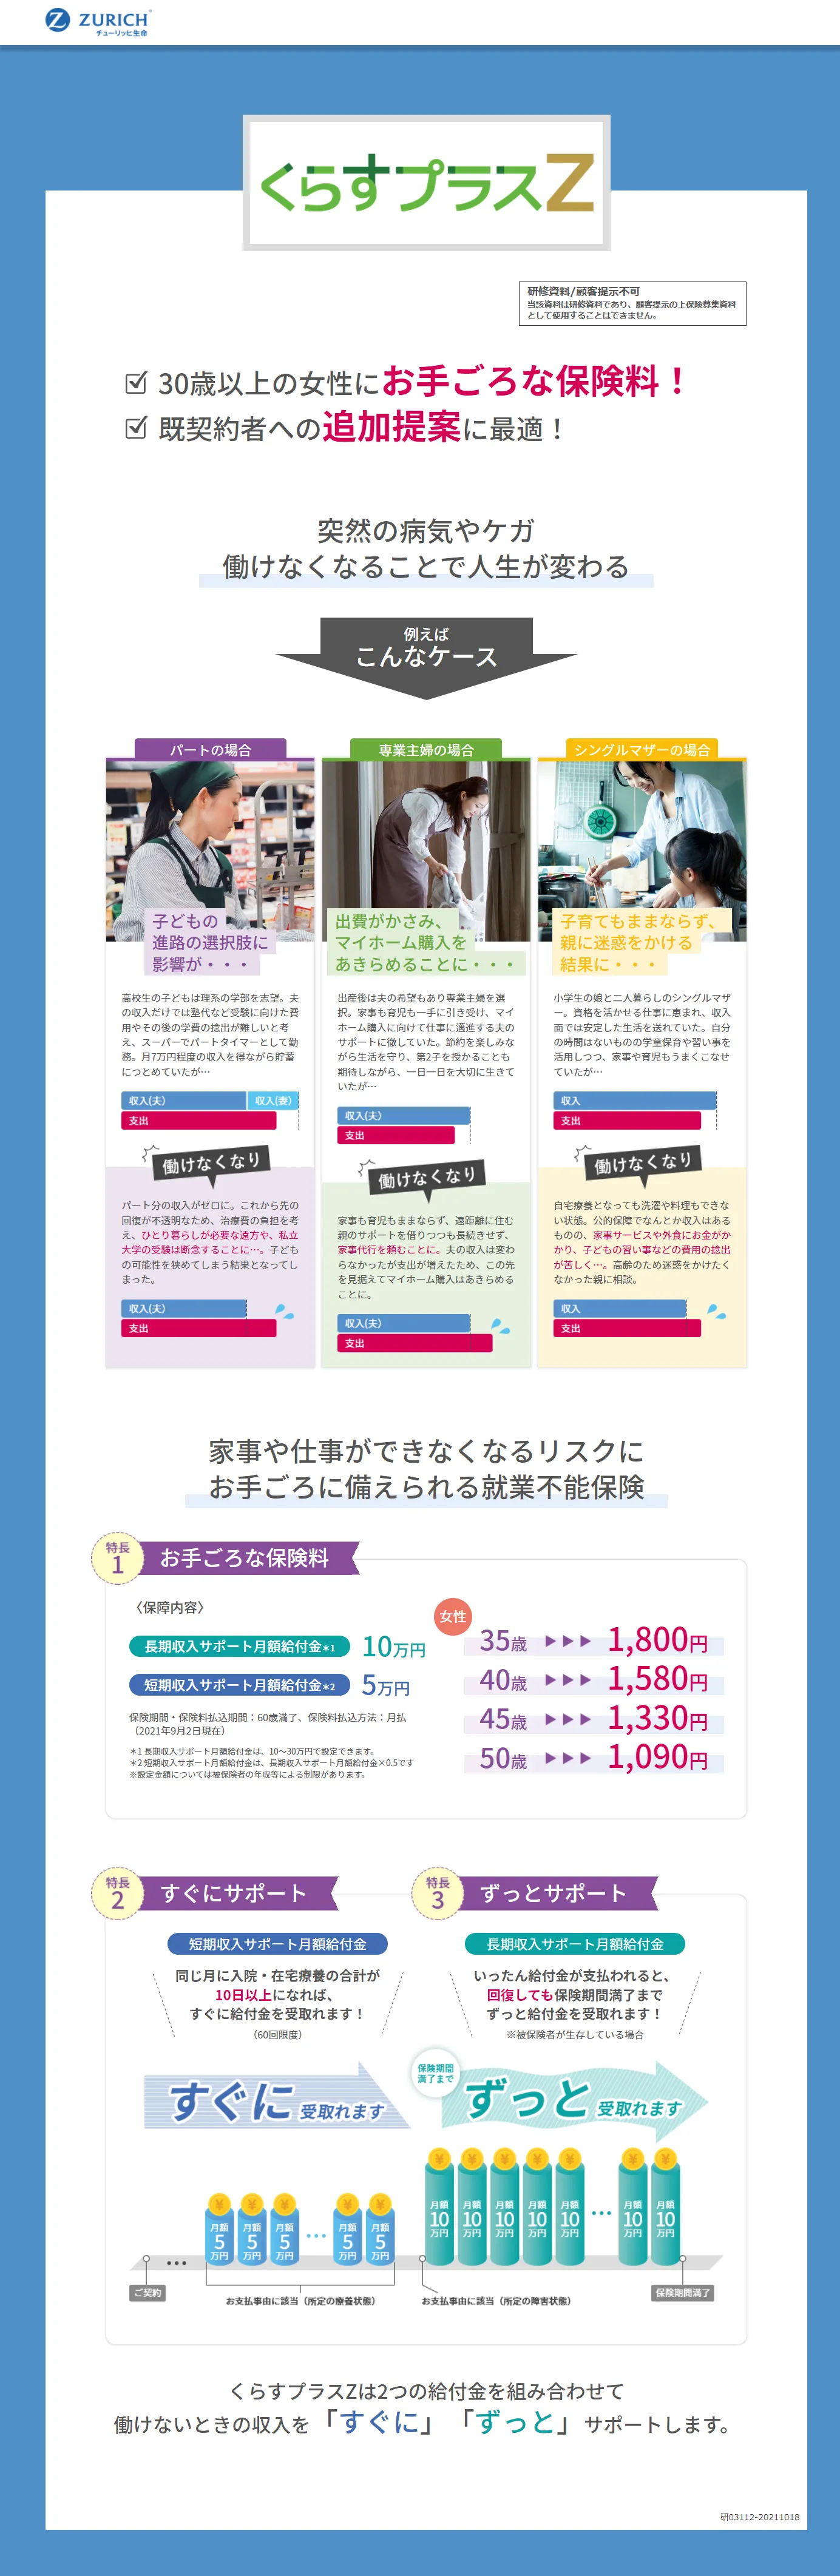 ZURICH
チューリッヒ生命
くらすプラスZ
研修資料/顧客提示不可
当該資料は研修資料であり、顧客提示の上保険募集資料
として使用することはできません。
30歳以上の女性にお手ごろな保険料！
既契約者への追加提案に最適！
突然の病気やケガ
働けなくなることで人生が変わる
例えば
こんなケース
パートの場合
子どもの
進路の選択肢に
影響が・・・
高校生の子どもは理系の学部を志望。夫
の収入だけでは塾代など受験に向けた費
用やその後の学費の捻出が難しいと考
え、スーパーでパートタイマーとして勤
務。月7万円程度の収入を得ながら貯蓄
につとめていたが…
収入(夫)
収入(妻)
支出
働けなくなり
パート分の収入がゼロに。これから先の
回復が不透明なため、治療費の負担を考
え、ひとり暮らしが必要な遠方や、私立
大学の受験は断念することに…。子ども
の可能性を狭めてしまう結果となってし
まった。
収入(夫)
支出
専業主婦の場合
出費がかさみ、
マイホーム購入を
あきらめることに・・・
出産後は夫の希望もあり専業主婦を選
択。家事も育児も一手に引き受け、マイ
ホーム購入に向けて仕事に邁進する夫の
サポートに徹していた。節約を楽しみな
がら生活を守り、第2子を授かることも
期待しながら、一日一日を大切に生きて
いたが…
収入(夫)
支出
働けなくなり
家事も育児もままならず、遠距離に住む
親のサポートを借りつつも長続きせず、
家事代行を頼むことに。夫の収入は変わ
らなかったが支出が増えたため、この先
を見据えてマイホーム購入はあきらめる
ことに。
収入(夫)
支出
シングルマザーの場合
子育てもままならず、
親に迷惑をかける
結果に・・・
小学生の娘と二人暮らしのシングルマザ
ー。資格を活かせる仕事に恵まれ、収入
面では安定した生活を送れていた。自分
の時間はないものの学童保育や習い事を
活用しつつ、家事や育児もうまくこなせ
ていたが…
収入
支出
働けなくなり
自宅療養となっても洗濯や料理もできな
い状態。公的保障でなんとか収入はある
ものの、家事サービスや外食にお金がか
かり、子どもの習い事などの費用の捻出
が苦しく…。高齢のため迷惑をかけたく
なかった親に相談。
収入
支出
家事や仕事ができなくなるリスクに
お手ごろに備えられる就業不能保険
特長
1
お手ごろな保険料
〈保障内容〉
長期収入サポート月額給付金*1 10万円
短期収入サポート月額給付金*2 5万円
保険期間・保険料払込期間：60歳満了、保険料払込方法：月払
（2021年9月2日現在）
*1 長期収入サポート月額給付金は、10～30万円で設定できます。
*2 短期収入サポート月額給付金は、長期収入サポート月額給付金×0.5です
※設定金額については被保険者の年収等による制限があります。
女性
35歳 ▶▶▶ 1,800円
40歳 ▶▶▶ 1,580円
45歳 ▶▶▶ 1,330円
50歳 ▶▶▶ 1,090円
特長
2
すぐにサポート
短期収入サポート月額給付金
同じ月に入院・在宅療養の合計が
10日以上になれば、
すぐに給付金を受取れます！
（60回限度）
すぐに 受取れます
特長
3
ずっとサポート
長期収入サポート月額給付金
いったん給付金が支払われると、
回復しても保険期間満了まで
ずっと給付金を受取れます！
※被保険者が生存している場合
保険期間
満了まで
ずっと 受取れます
月額 5 万円
月額 5 万円
月額 5 万円
…
月額 5 万円
月額 5 万円
月額 10 万円
月額 10 万円
月額 10 万円
月額 10 万円
月額 10 万円
…
月額 10 万円
月額 10 万円
…
ご契約
お支払事由に該当（所定の療養状態）
お支払事由に該当（所定の障害状態）
保険期間満了
くらすプラスZは2つの給付金を組み合わせて
働けないときの収入を「すぐに」「ずっと」サポートします。
研03112-20211018